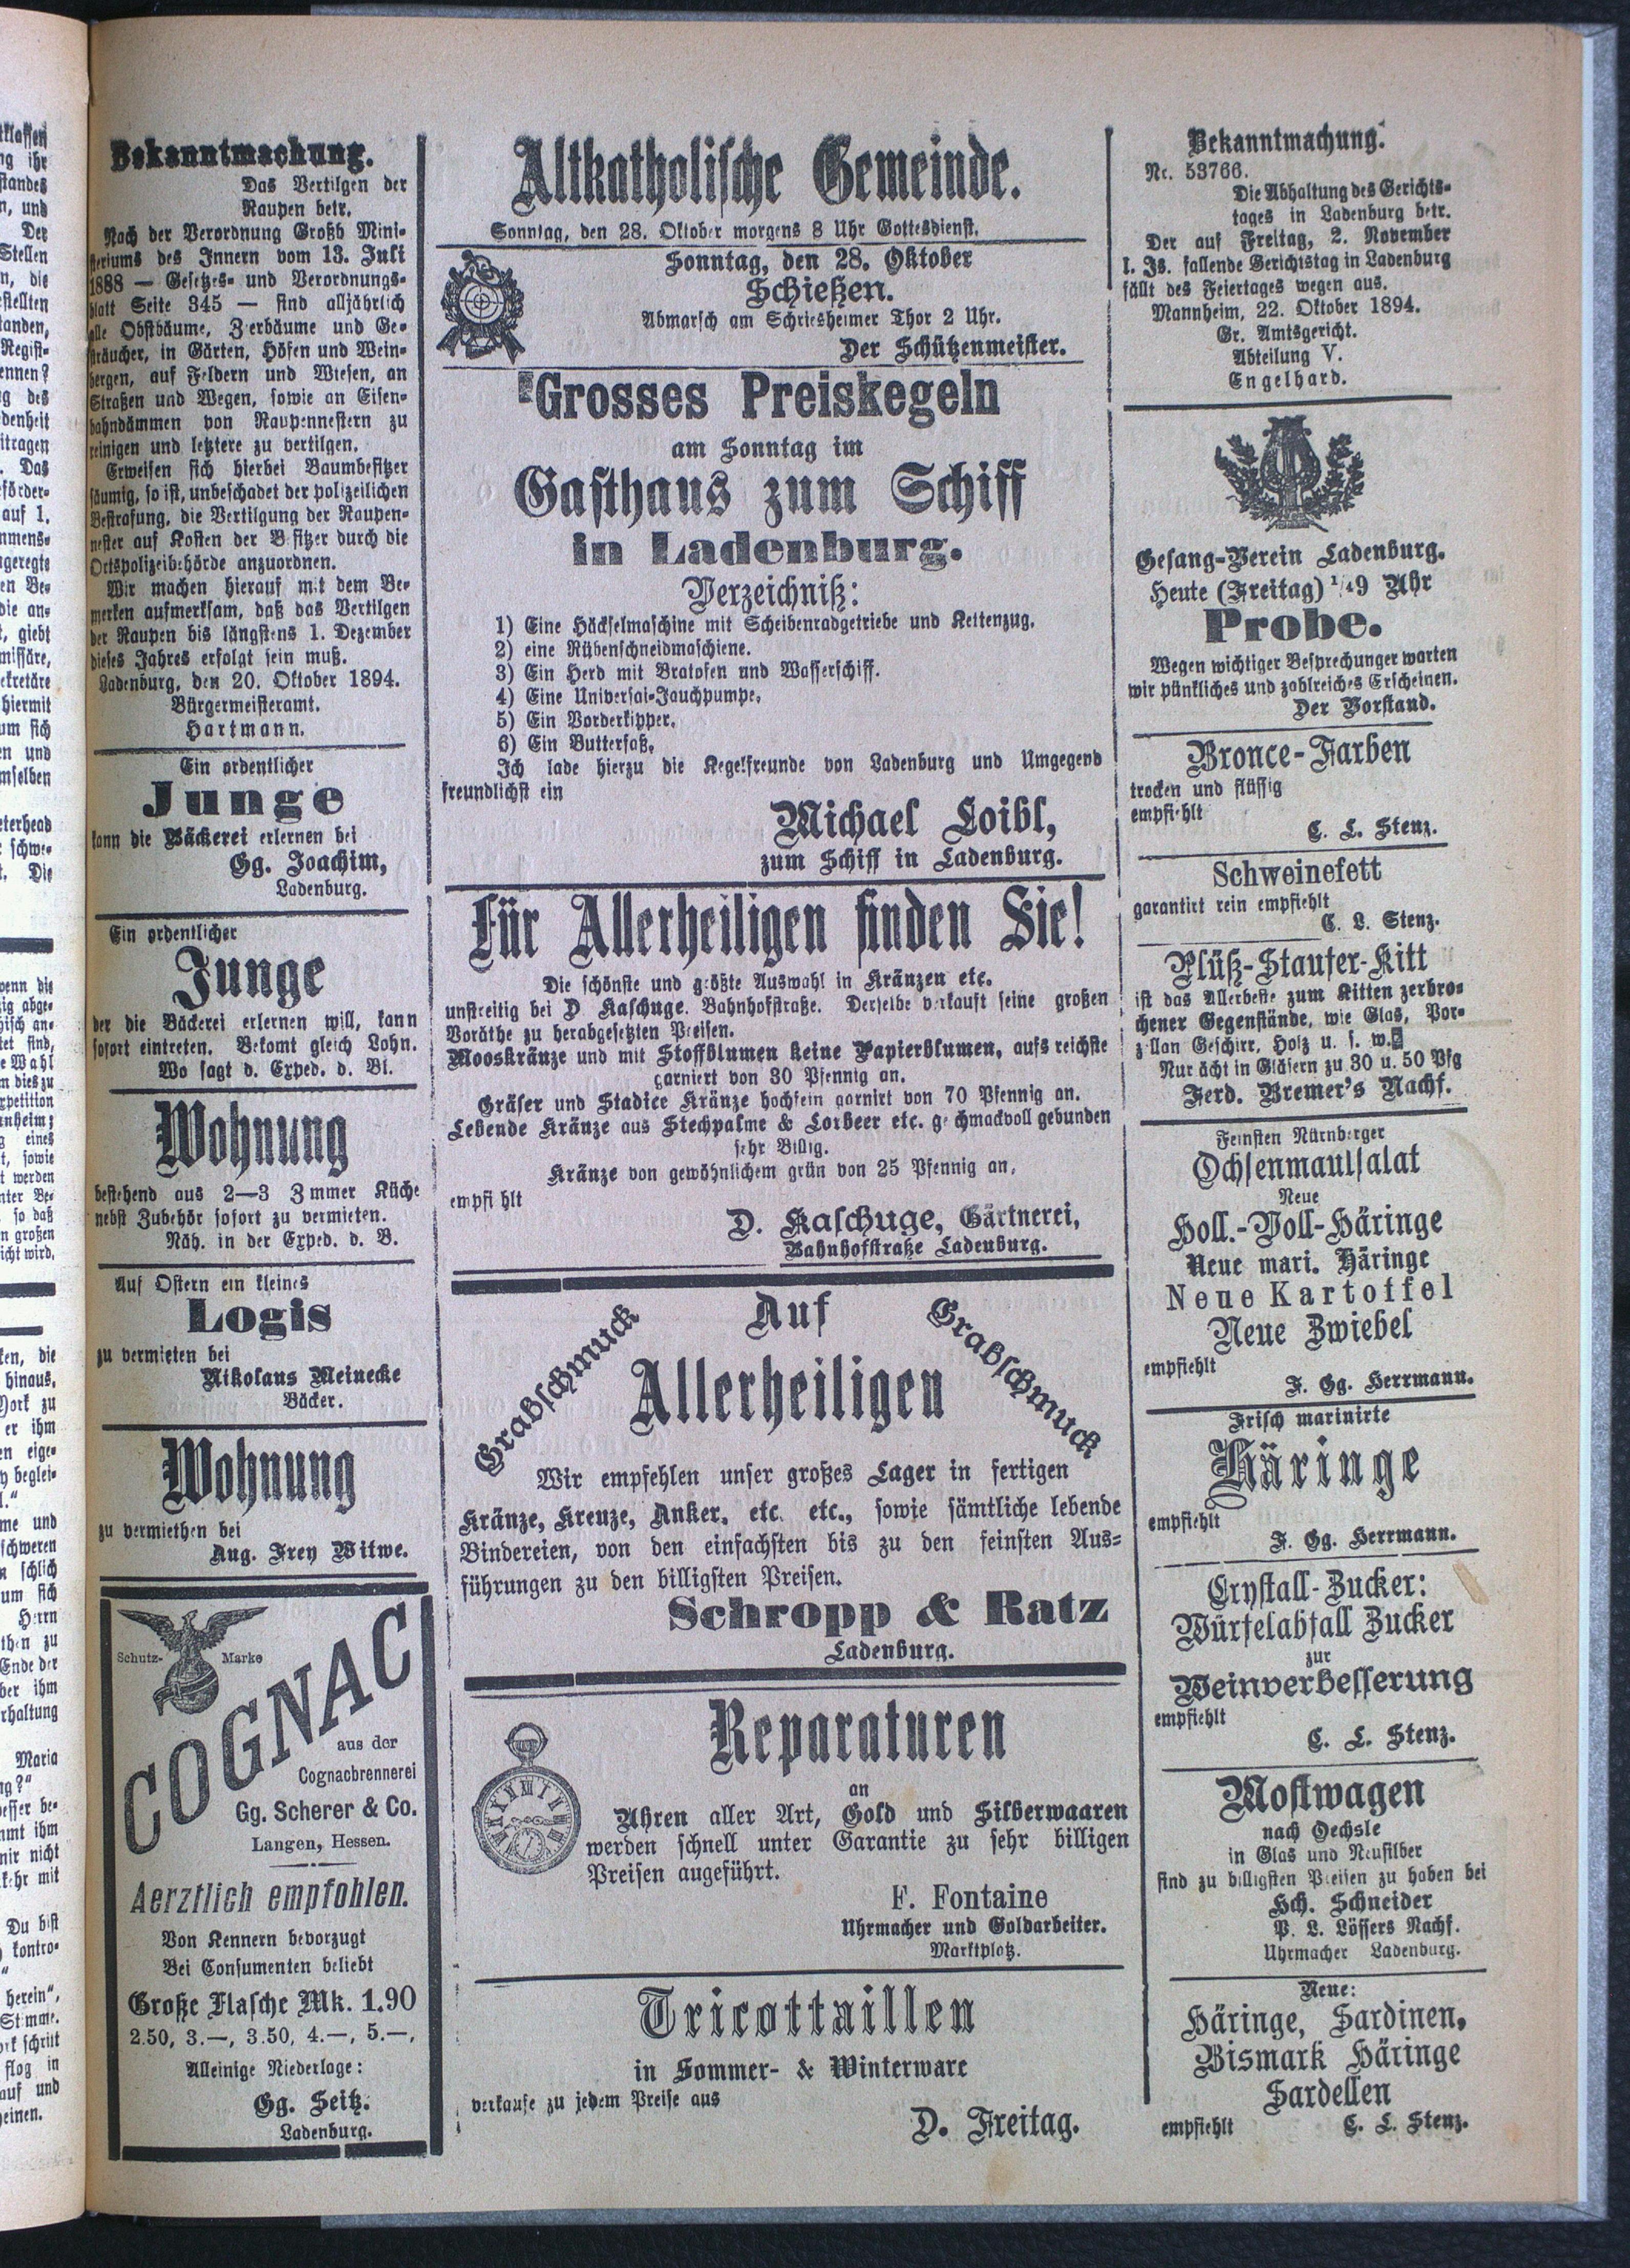 Bekanntmachung.
Das Vertilgen der
Raupen betr.
Nach der Verordnung Großh Mini-
steriums des Innern vom 13. Juli
1888 — Gesetzes- und Verordnungs-
blatt Seite 345 — sind alljährlich
alle Obstbäume, Zierbäume und Ge-
sträucher, in Gärten, Höfen und Wein-
bergen, auf Feldern und Wiesen, an
Straßen und Wegen, sowie an Eisen-
bahndämmen von Raupennestern zu
reinigen und letztere zu vertilgen.
Erweisen sich hierbei Baumbesitzer
säumig, so ist, unbeschadet der polizeilichen
Bestrafung, die Vertilgung der Raupen-
nester auf Kosten der Besitzer durch die
Ortspolizeibehörde anzuordnen.
Wir machen hierauf mit dem Be-
merken aufmerksam, daß das Vertilgen
der Raupen bis längstens 1. Dezember
dieses Jahres erfolgt sein muß.
Ladenburg, den 20. Oktober 1894.
Bürgermeisteramt.
Hartmann.
Ein ordentlicher
Junge
kann die Bäckerei erlernen bei
Gg. Joachim,
Ladenburg.
Ein ordentlicher
Junge
der die Bäckerei erlernen will, kann
sofort eintreten. Bekomt gleich Lohn.
Wo sagt d. Exped. d. Bl.
Wohnung
bestehend aus 2—3 Zimmer Küche
nebst Zubehör sofort zu vermieten.
Näh. in der Exped. d. B.
Auf Ostern ein kleines
Logis
zu vermieten bei
Nikolaus Meinecke
Bäcker.
Wohnung
zu vermiethen bei
Aug. Frey Witwe.
Schutz- Marke
COGNAC
aus der
Cognacbrennerei
Gg. Scherer & Co.
Langen, Hessen.
Aerztlich empfohlen.
Von Kennern bevorzugt
Bei Consumenten beliebt
Große Flasche Mk. 1.90
2.50, 3.—, 3.50, 4.—, 5.—,
Alleinige Niederlage:
Gg. Seitz.
Ladenburg.
Altkatholische Gemeinde.
Sonntag, den 28. Oktober morgens 8 Uhr Gottesdienst.
Sonntag, den 28. Oktober
Schießen.
Abmarsch am Schriesheimer Thor 2 Uhr.
Der Schützenmeister.
Grosses Preiskegeln
am Sonntag im
Gasthaus zum Schiff
in Ladenburg.
Verzeichniß:
1) Eine Häckselmaschine mit Scheibenradgetriebe und Kettenzug.
2) eine Rübenschneidmaschiene.
3) Ein Herd mit Bratofen und Wasserschiff.
4) Eine Universal-Jauchpumpe,
5) Ein Vorderkipper,
6) Ein Butterfaß,
Ich lade hierzu die Kegelfreunde von Ladenburg und Umgegend
freundlichst ein
Michael Loibl,
zum Schiff in Ladenburg.
Für Allerheiligen finden Sie!
Die schönste und größte Auswahl in Kränzen etc.
unstreitig bei D. Kaschuge. Bahnhofstraße. Derselbe verkauft seine großen
Voräthe zu herabgesetzten Preisen.
Mooskränze und mit Stoffblumen keine Papierblumen, aufs reichste
garniert von 30 Pfennig an.
Gräser und Stadice Kränze hochfein garnirt von 70 Pfennig an.
Lebende Kränze aus Stechpalme & Lorbeer etc. geschmackvoll gebunden
sehr Billig.
Kränze von gewöhnlichem grün von 25 Pfennig an,
empfiehlt
D. Kaschuge, Gärtnerei,
Bahnhofstraße Ladenburg.
Grabschmuck
Auf
Grabschmuck
Allerheiligen
Wir empfehlen unser großes Lager in fertigen
Kränze, Kreuze, Anker, etc. etc., sowie sämtliche lebende
Bindereien, von den einfachsten bis zu den feinsten Aus-
führungen zu den billigsten Preisen.
Schropp & Ratz
Ladenburg.
Reparaturen
an
Uhren aller Art, Gold und Silberwaaren
werden schnell unter Garantie zu sehr billigen
Preisen angeführt.
F. Fontaine
Uhrmacher und Goldarbeiter.
Marktplatz.
Tricottaillen
in Sommer- & Winterware
verkaufe zu jedem Preise aus
D. Freitag.
Bekanntmachung.
Nr. 53766.
Die Abhaltung des Gerichts-
tages in Ladenburg betr.
Der auf Freitag, 2. November
l. Js. fallende Gerichtstag in Ladenburg
fällt des Feiertages wegen aus.
Mannheim, 22. Oktober 1894.
Gr. Amtsgericht.
Abteilung V.
Engelhard.
Gesang-Verein Ladenburg.
Heute (Freitag) 1/49 Uhr
Probe.
Wegen wichtiger Besprechunger warten
wir pünkliches und zahlreiches Erscheinen.
Der Vorstand.
Bronce-Farben
trocken und flüssig
empfiehlt
C. L. Stenz.
Schweinefett
garantirt rein empfiehlt
C. L. Stenz.
Plüß-Staufer-Kitt
ist das Allerbeste zum Kitten zerbro-
chener Gegenstände, wie Glas, Por-
zellan Geschirr, Holz u. s. w.
Nur ächt in Gläsern zu 30 u. 50 Pfg
Ferd. Bremer's Nachf.
Feinsten Nürnberger
Ochsenmaulsalat
Neue
Holl.-Voll-Häringe
Neue mari. Häringe
Neue Kartoffel
Neue Zwiebel
empfiehlt
F. Gg. Herrmann.
Frisch marinirte
Häringe
empfiehlt
F. Gg. Herrmann.
Crystall-Zucker:
Würfelabfall Zucker
zur
Weinverbesserung
empfiehlt
C. L. Stenz.
Mostwagen
nach Oechsle
in Glas und Neusilber
sind zu billigsten Preisen zu haben bei
Hch. Schneider
P. L. Lössers Nachf.
Uhrmacher Ladenburg.
Neue:
Häringe, Sardinen,
Bismark Häringe
Sardellen
empfiehlt C. L. Stenz.